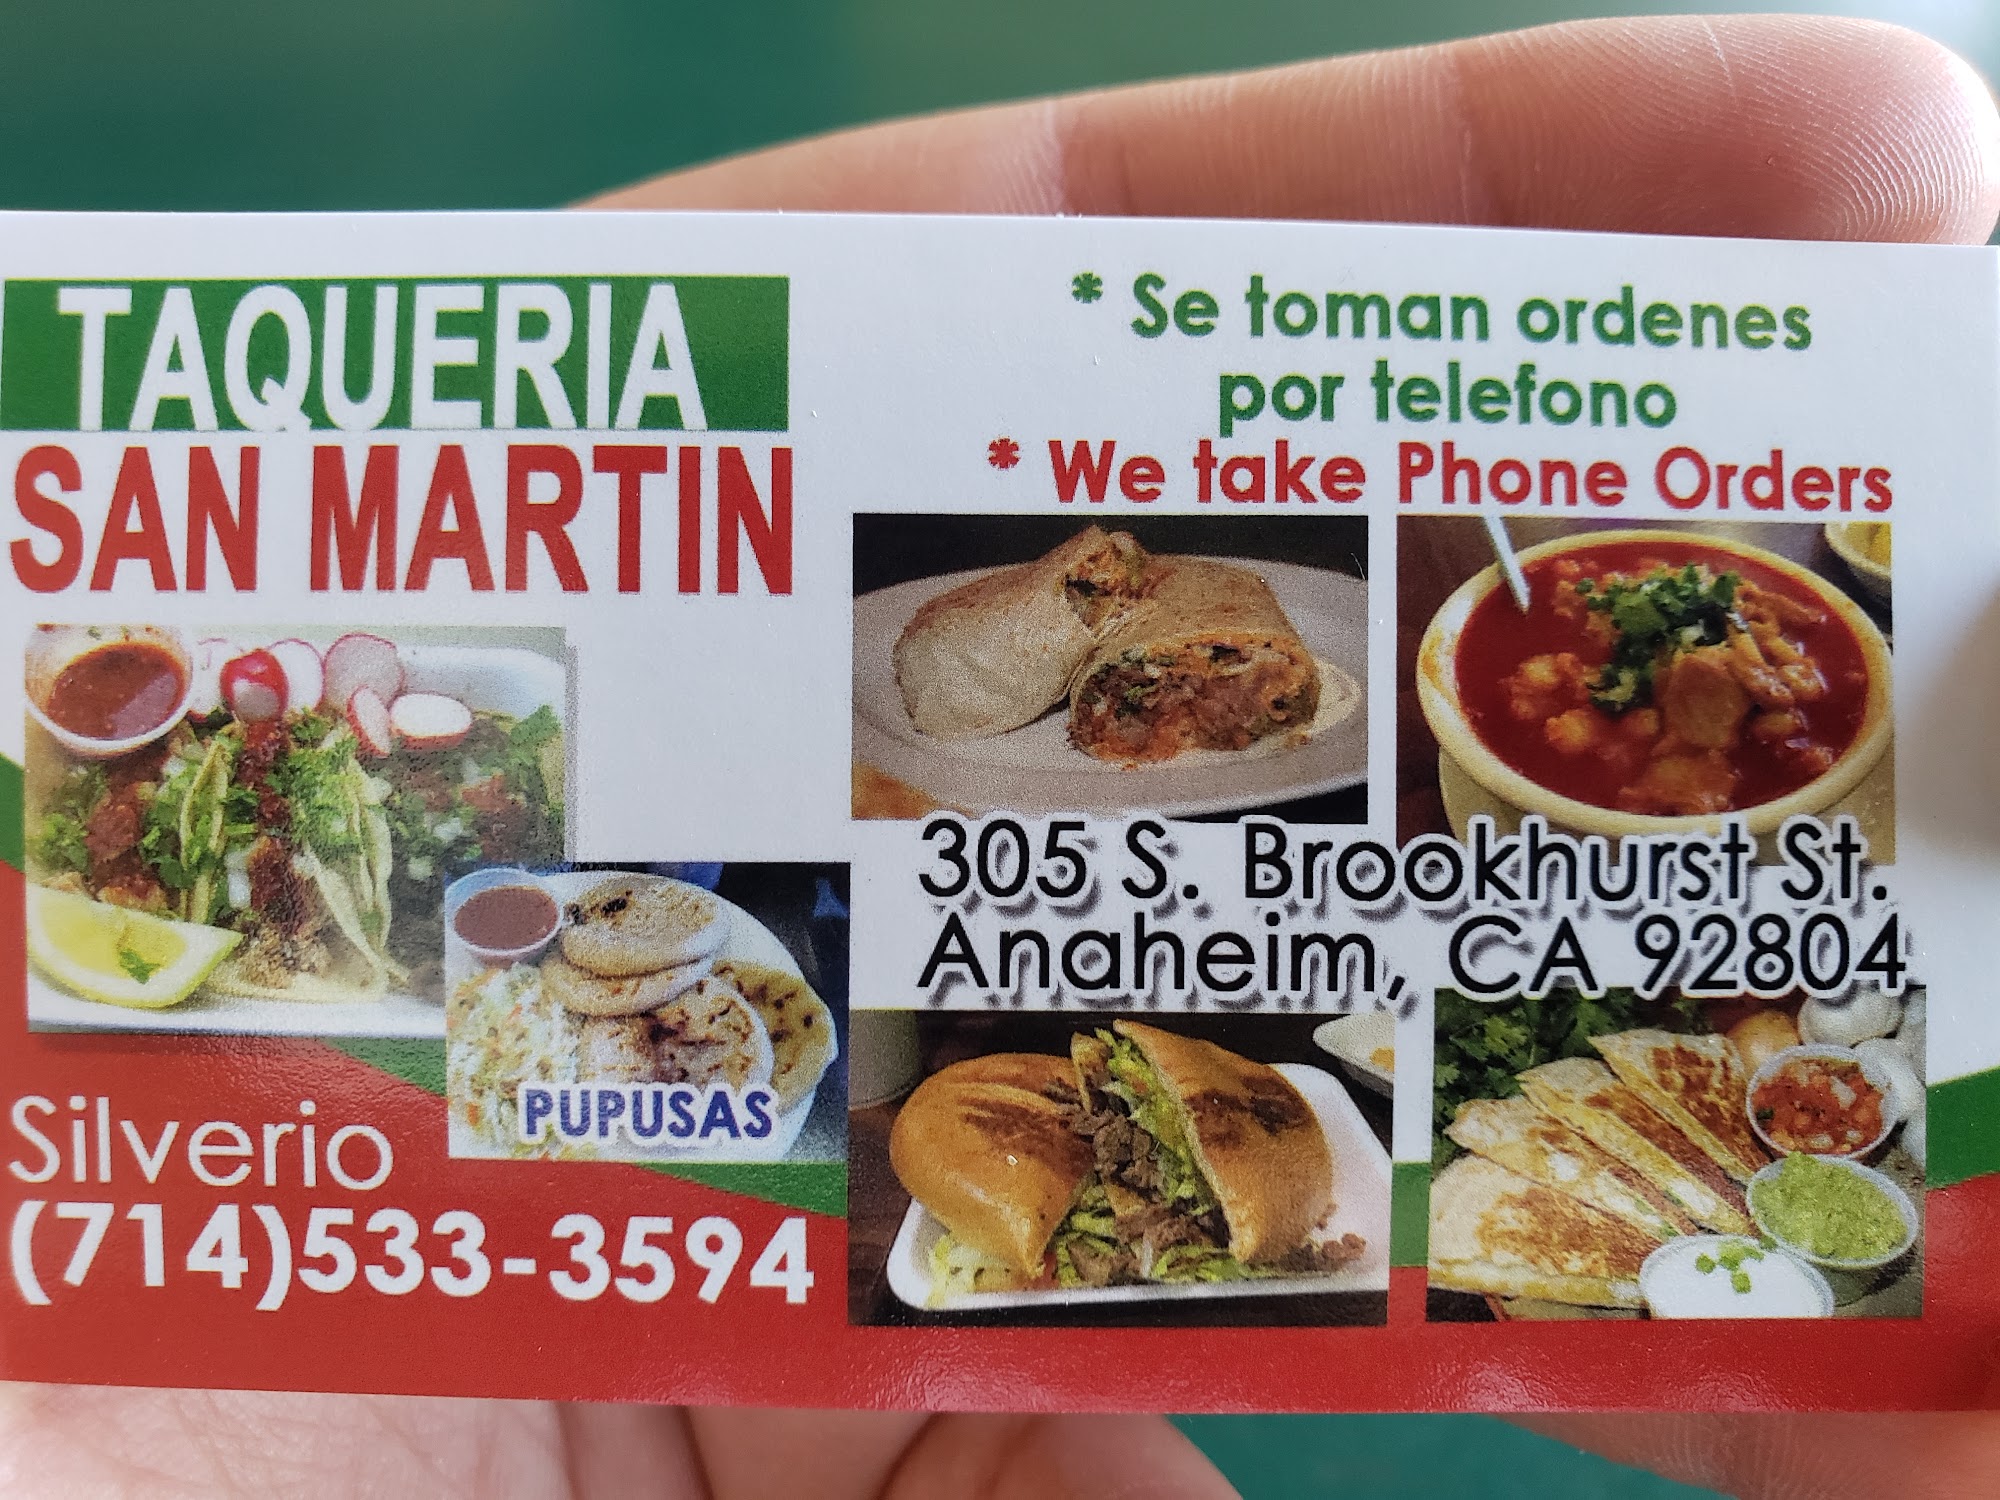 TAQUERIA
SAN MARTIN
* Se toman ordenes
por telefono
* We take Phone Orders
305 S. Brookhurst St.
Anaheim, CA 92804
PUPUSAS
Silverio
(714)533-3594